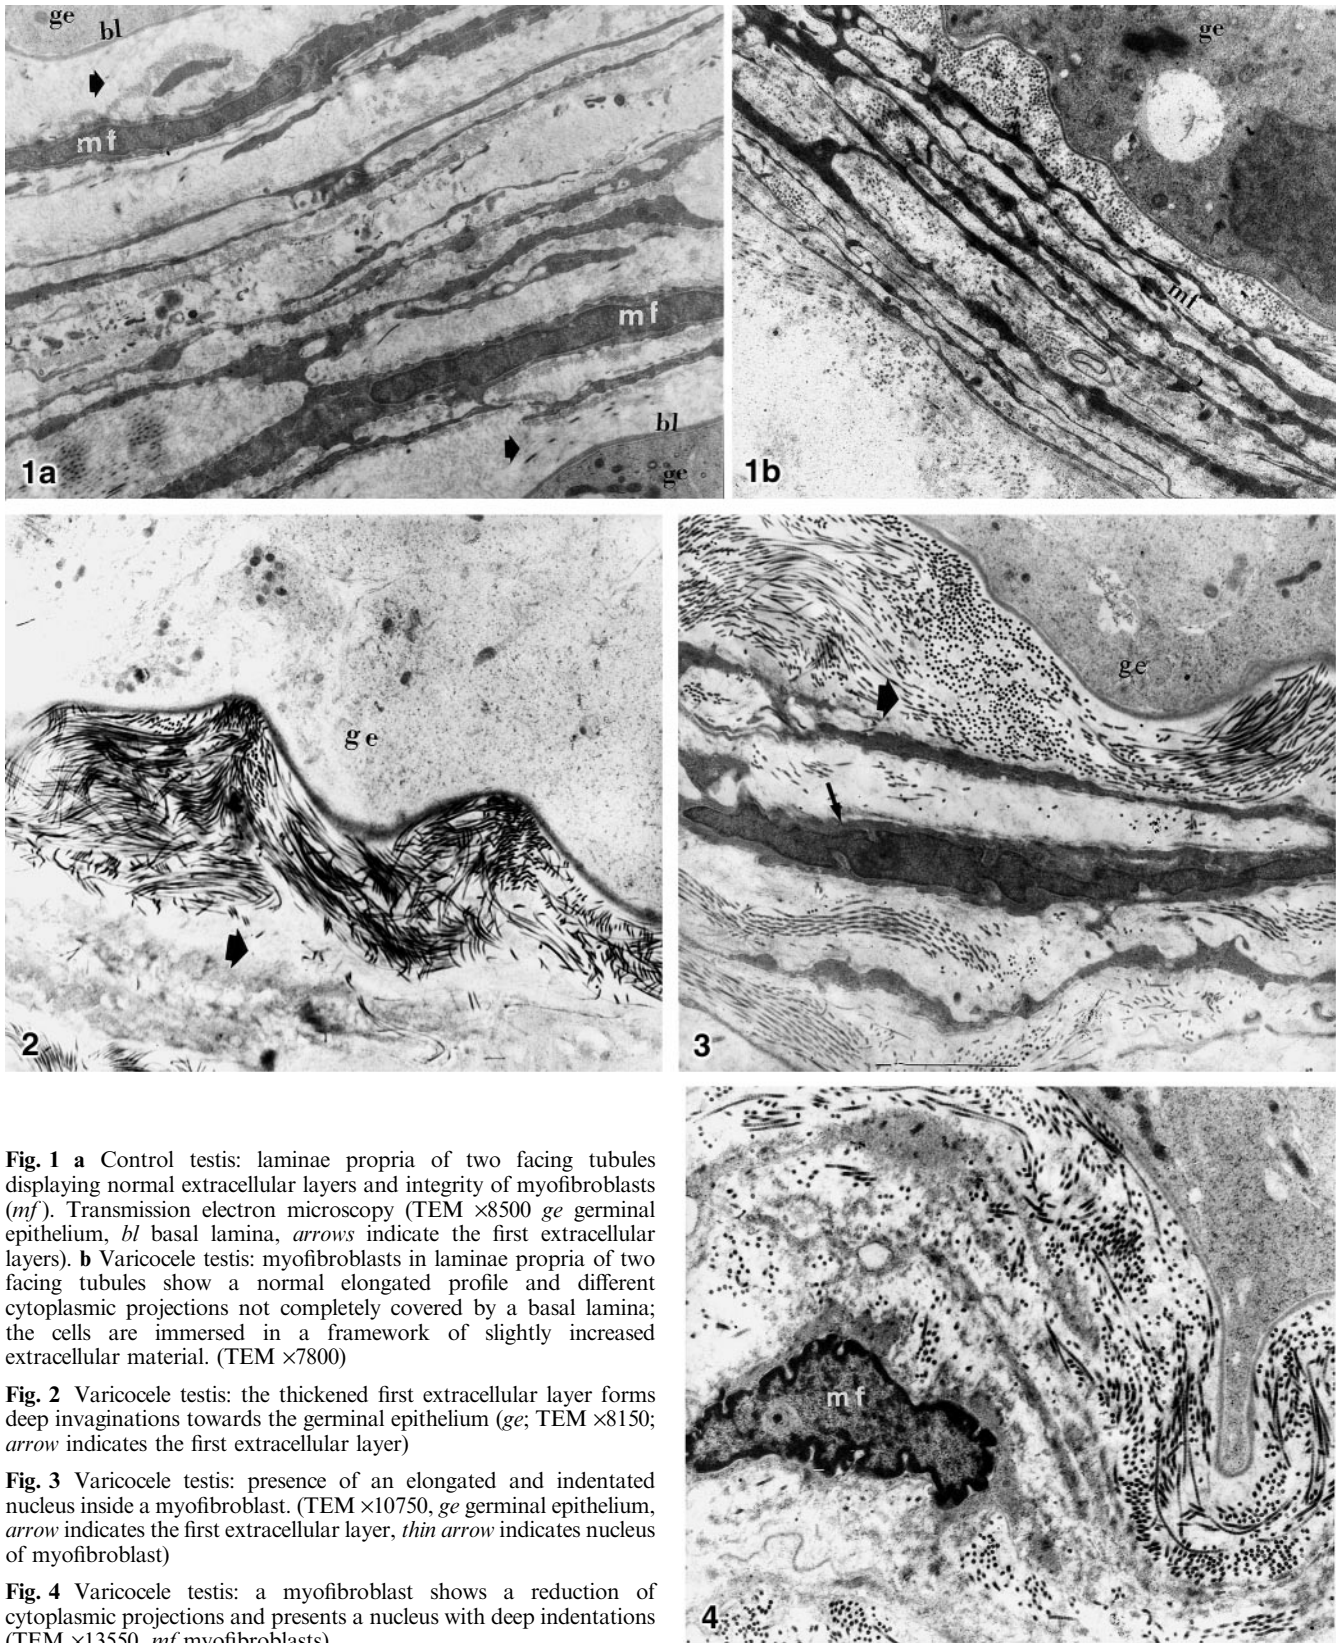 ge
bl
mf
mf
bl
ge
1a
ge
mf
1b
ge
2
ge
3
Fig. 1 a Control testis: laminae propria of two facing tubules
displaying normal extracellular layers and integrity of myofibroblasts
(mf). Transmission electron microscopy (TEM ×8500 ge germinal
epithelium, bl basal lamina, arrows indicate the first extracellular
layers). b Varicocele testis: myofibroblasts in laminae propria of two
facing tubules show a normal elongated profile and different
cytoplasmic projections not completely covered by a basal lamina;
the cells are immersed in a framework of slightly increased
extracellular material. (TEM ×7800)
Fig. 2 Varicocele testis: the thickened first extracellular layer forms
deep invaginations towards the germinal epithelium (ge; TEM ×8150;
arrow indicates the first extracellular layer)
Fig. 3 Varicocele testis: presence of an elongated and indentated
nucleus inside a myofibroblast. (TEM ×10750, ge germinal epithelium,
arrow indicates the first extracellular layer, thin arrow indicates nucleus
of myofibroblast)
Fig. 4 Varicocele testis: a myofibroblast shows a reduction of
cytoplasmic projections and presents a nucleus with deep indentations
(TEM ×13550, mf myofibroblasts)
mf
4